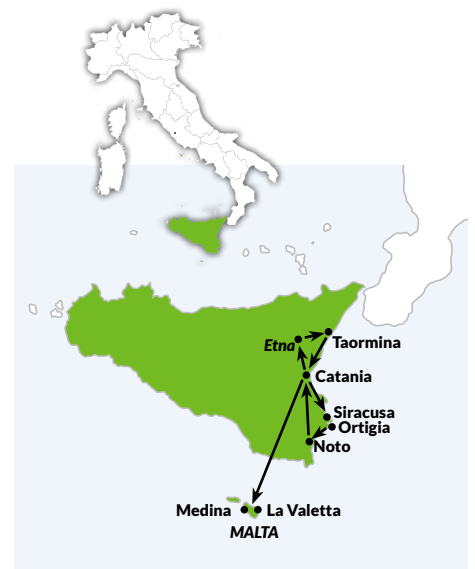 Etna
Taormina
Catania
Siracusa
Ortigia
Noto
Medina
La Valetta
MALTA